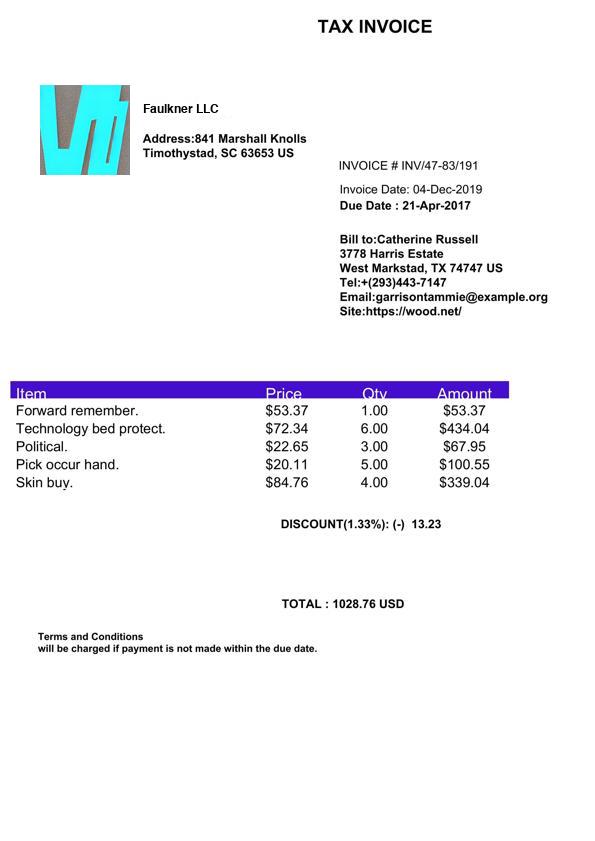 TAX INVOICE
Faulkner LLC
Address:841 Marshall Knolls
Timothystad, SC 63653 US
INVOICE # INV/47-83/191
Invoice Date: 04-Dec-2019
Due Date : 21-Apr-2017
Bill to:Catherine Russell
3778 Harris Estate
West Markstad, TX 74747 US
Tel:+(293)443-7147
Email:garrisontammie@example.org
Site:https://wood.net/
Item Price Qty Amount
Forward remember. $53.37 1.00 $53.37
Technology bed protect. $72.34 6.00 $434.04
Political. $22.65 3.00 $67.95
Pick occur hand. $20.11 5.00 $100.55
Skin buy. $84.76 4.00 $339.04
DISCOUNT(1.33%): (-) 13.23
TOTAL : 1028.76 USD
Terms and Conditions
will be charged if payment is not made within the due date.